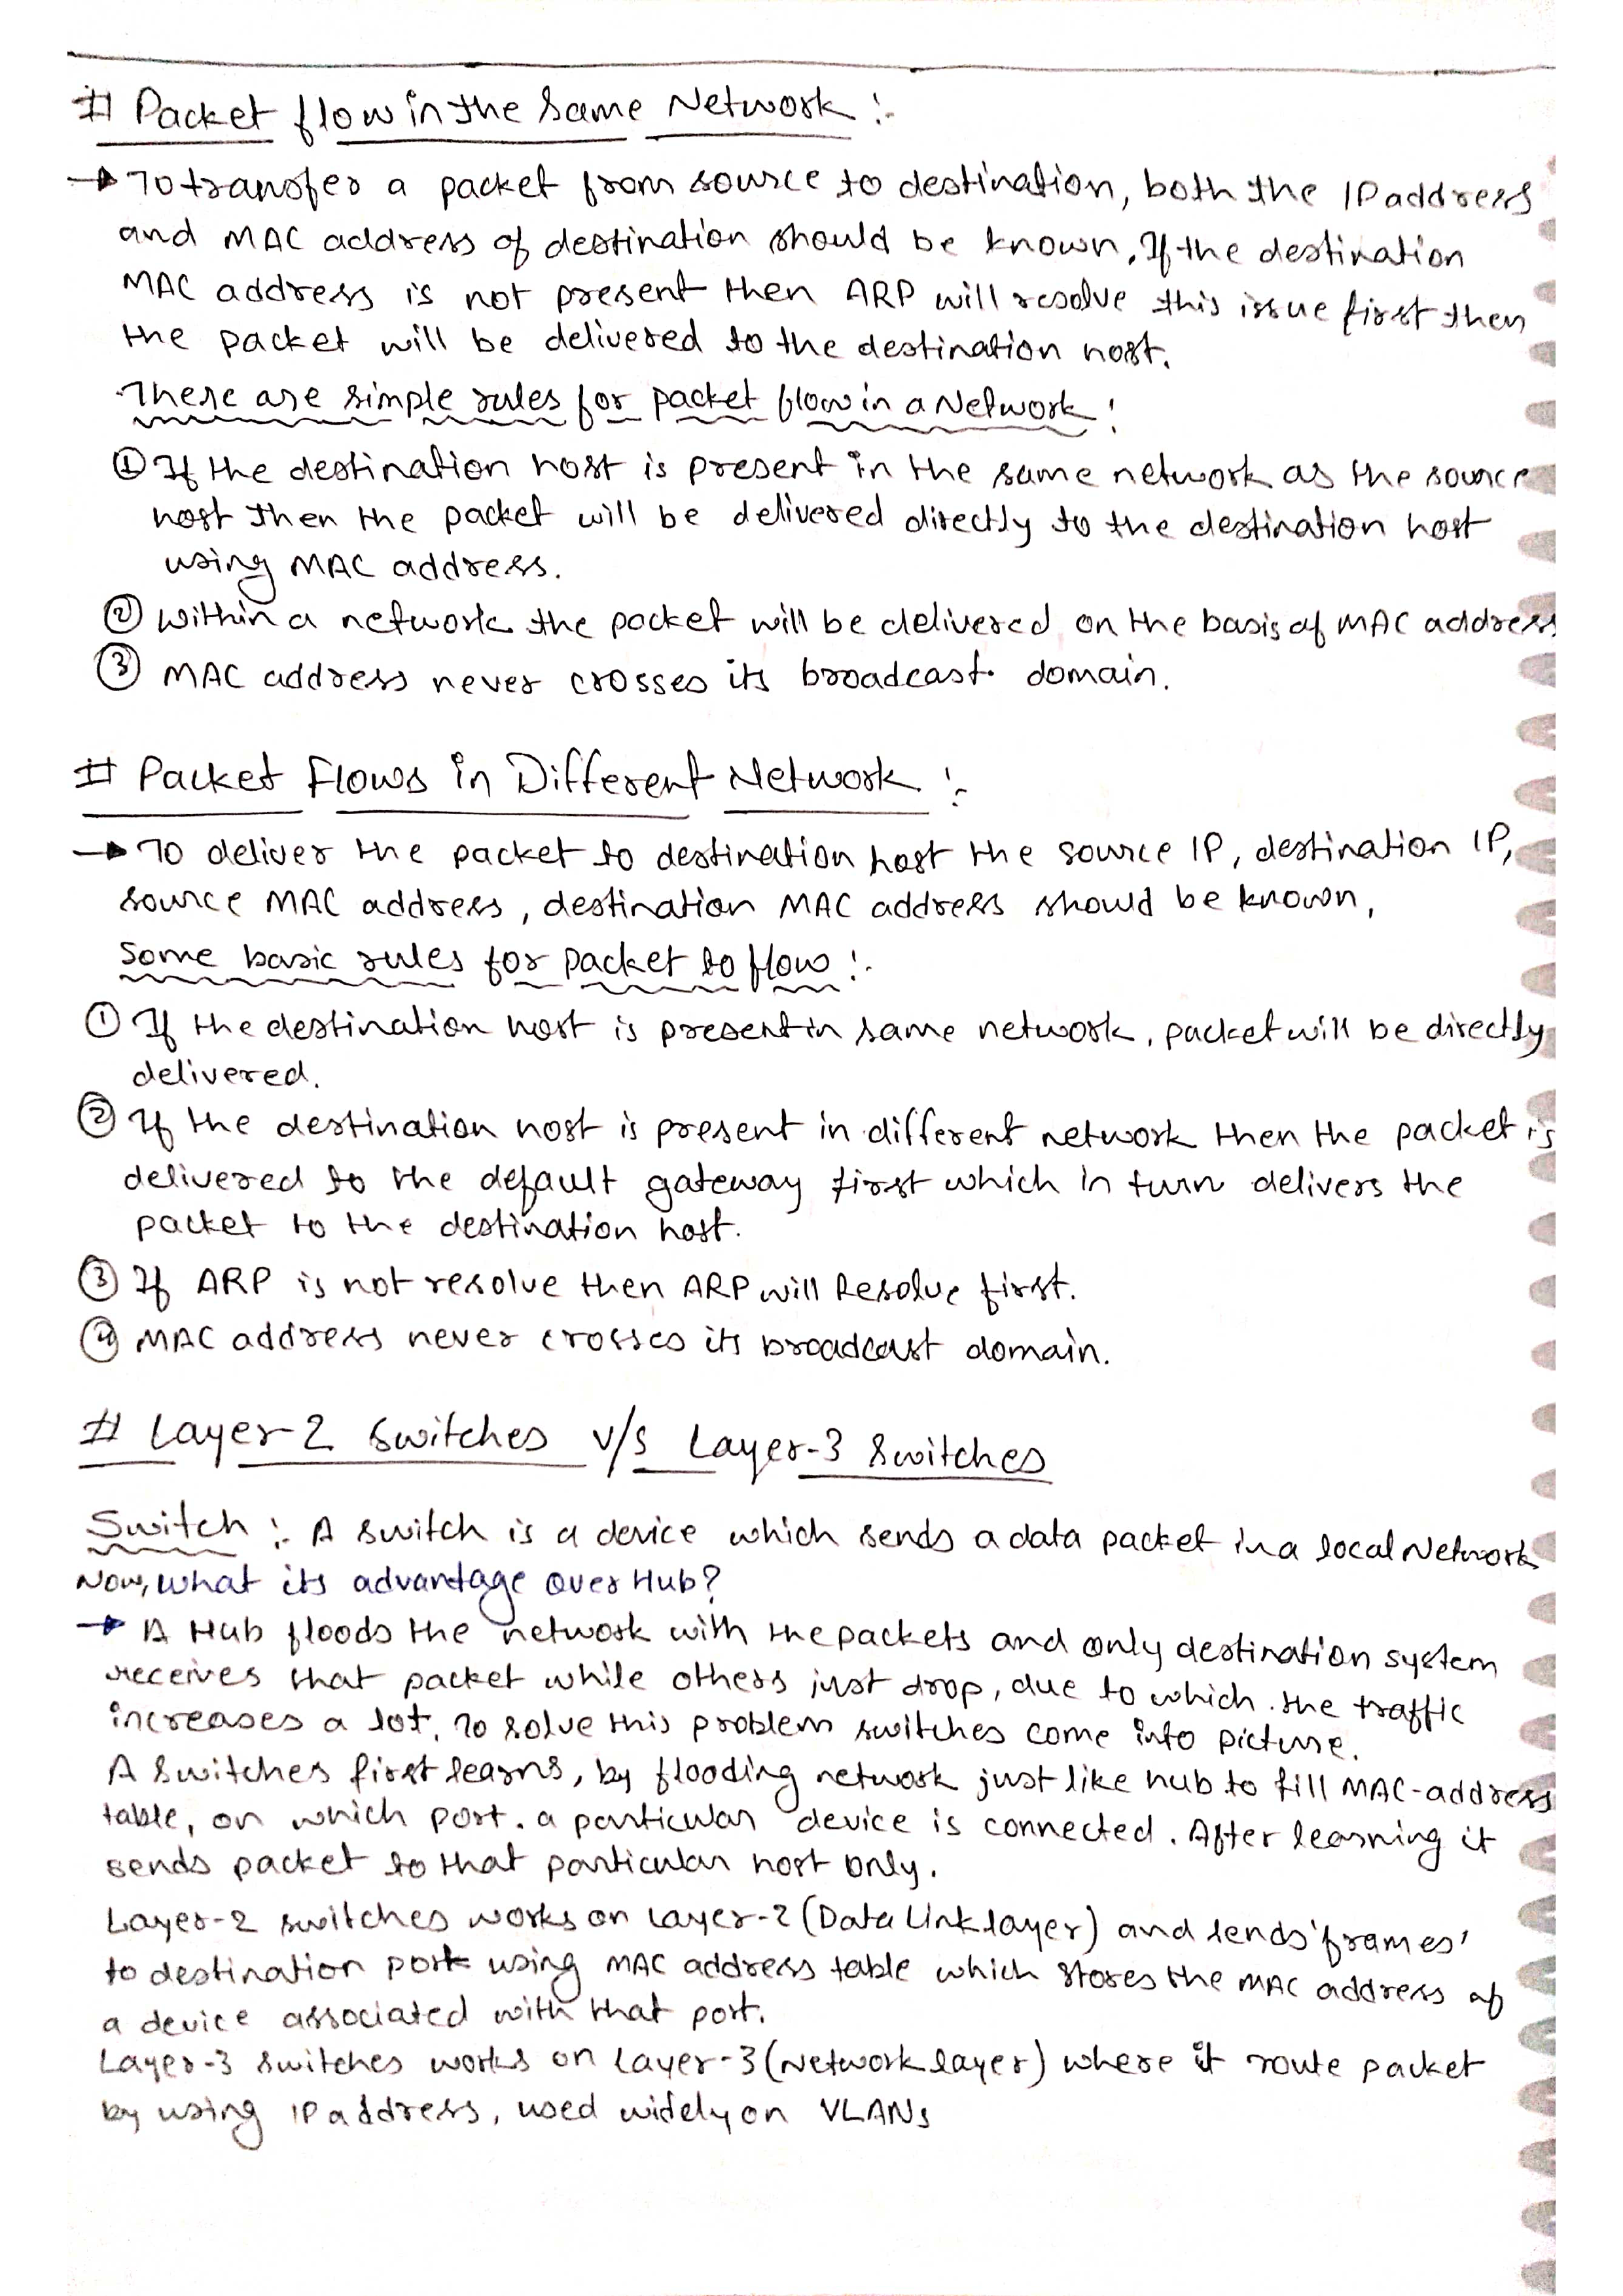 # Packet flow in the same Network :-
→ To transfer a packet from source to destination, both the IP address
and MAC address of destination should be known, If the destination
MAC address is not present then ARP will resolve this issue first then
the packet will be delivered to the destination host.
There are simple rules for packet flow in a Network :
① If the destination host is present in the same network as the source
host then the packet will be delivered directly to the destination host
using MAC address.
② Within a network the packet will be delivered on the basis of MAC address
③ MAC address never crosses its broadcast domain.
# Packet Flows in Different Network :-
→ To deliver the packet to destination host the source IP, destination IP,
source MAC address, destination MAC address should be known,
Some basic rules for packet to flow :-
① If the destination host is present in same network, packet will be directly
delivered.
② If the destination host is present in different network then the packet is
delivered to the default gateway first which in turn delivers the
packet to the destination host.
③ If ARP is not resolve then ARP will Resolve first.
④ MAC address never crosses its broadcast domain.
# Layer-2 Switches v/s Layer-3 Switches
Switch :- A switch is a device which sends a data packet in a local Network
Now, what its advantage over Hub?
→ A Hub floods the network with the packets and only destination system
receives that packet while others just drop, due to which the traffic
increases a lot. To solve this problem switches come into picture.
A Switches first learns, by flooding network just like hub to fill MAC-address
table, on which port. a particular device is connected. After learning it
sends packet to that particular host only.
Layer-2 switches works on layer-2 (Data Link layer) and sends 'frames'
to destination port using MAC address table which stores the MAC address of
a device associated with that port.
Layer-3 switches works on layer-3 (Network layer) where it route packet
by using IP address, used widely on VLANs